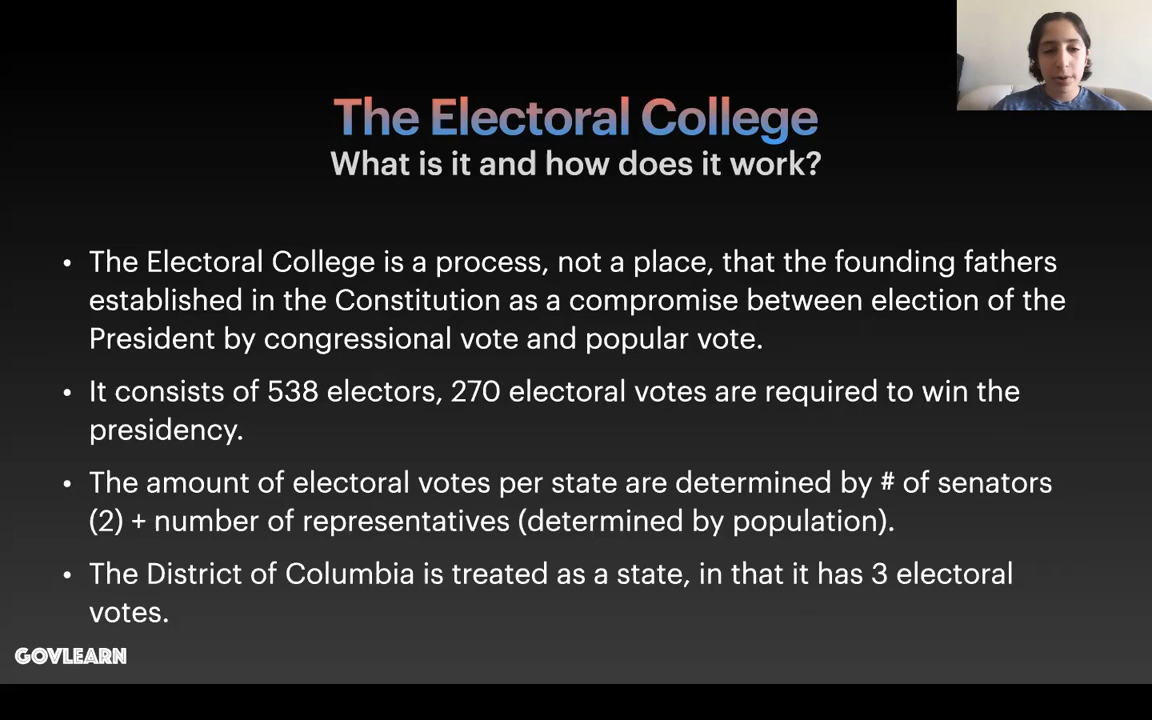 The Electoral College
What is it and how does it work?
• The Electoral College is a process, not a place, that the founding fathers
established in the Constitution as a compromise between election of the
President by congressional vote and popular vote.
• It consists of 538 electors, 270 electoral votes are required to win the
presidency.
• The amount of electoral votes per state are determined by # of senators
(2) + number of representatives (determined by population).
• The District of Columbia is treated as a state, in that it has 3 electoral
votes.
GOVLEARN